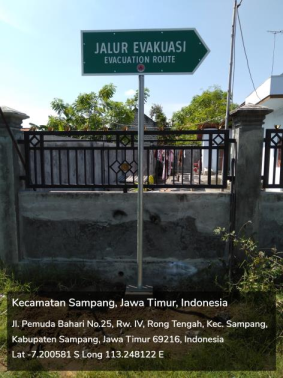 JALUR EVAKUASI
EVACUATION ROUTE
Kecamatan Sampang, Jawa Timur, Indonesia
Jl. Pemuda Bahari No.25, Rw. IV, Rong Tengah, Kec. Sampang,
Kabupaten Sampang, Jawa Timur 69216, Indonesia
Lat -7.200581 S Long 113.248122 E